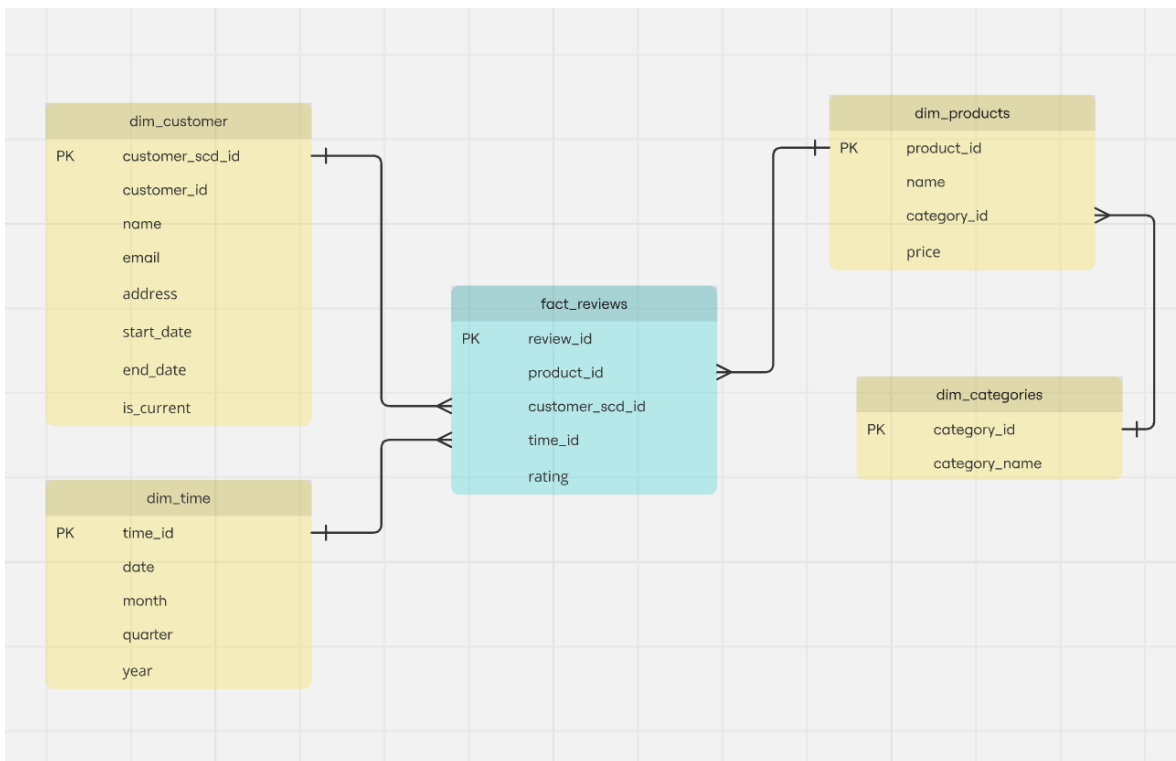 dim_customer
PK customer_scd_id
customer_id
name
email
address
start_date
end_date
is_current
dim_time
PK time_id
date
month
quarter
year
fact_reviews
PK review_id
product_id
customer_scd_id
time_id
rating
dim_products
PK product_id
name
category_id
price
dim_categories
PK category_id
category_name